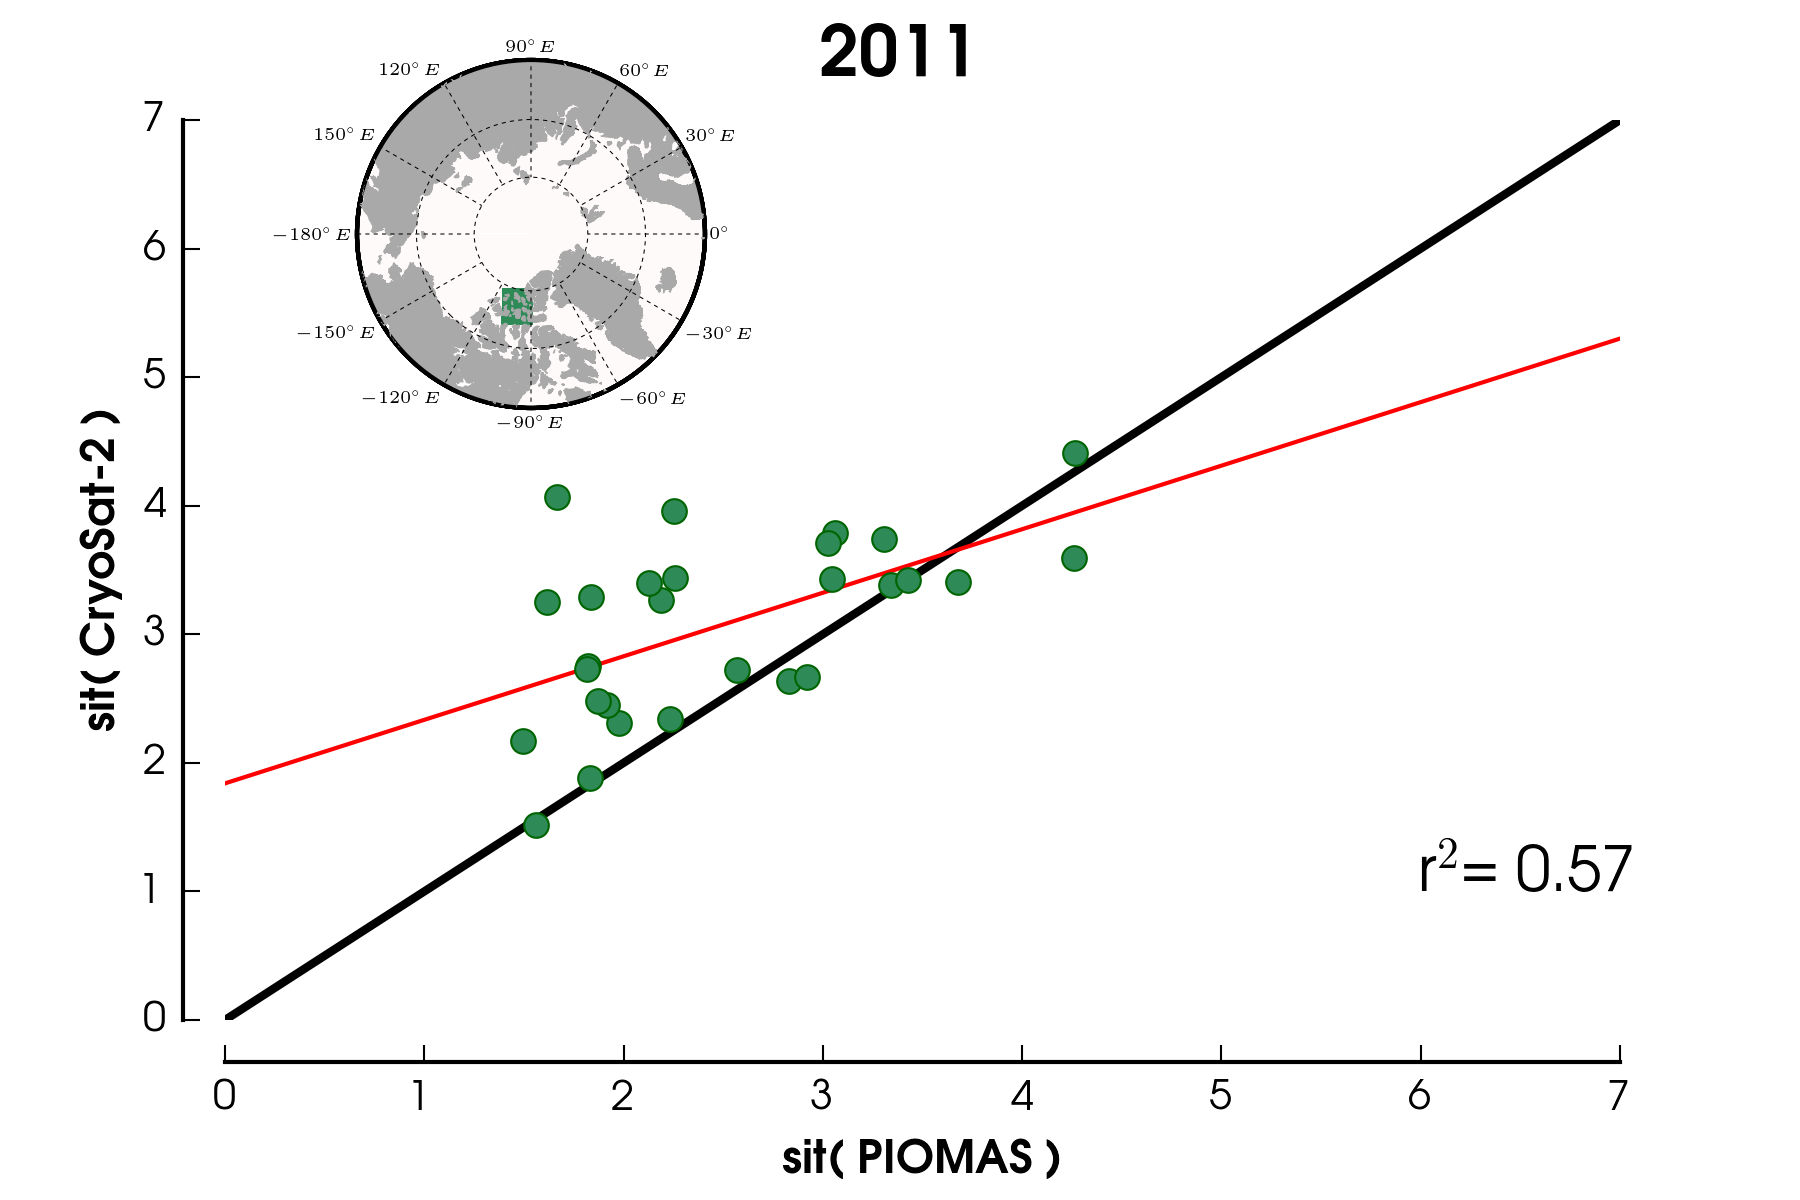 2011
90° E
120° E
60° E
150° E
30° E
−180° E
0°
−150° E
−30° E
−120° E
−60° E
−90° E
7
6
5
4
3
2
1
0
sit( CryoSat-2 )
r²= 0.57
0 1 2 3 4 5 6 7
sit( PIOMAS )